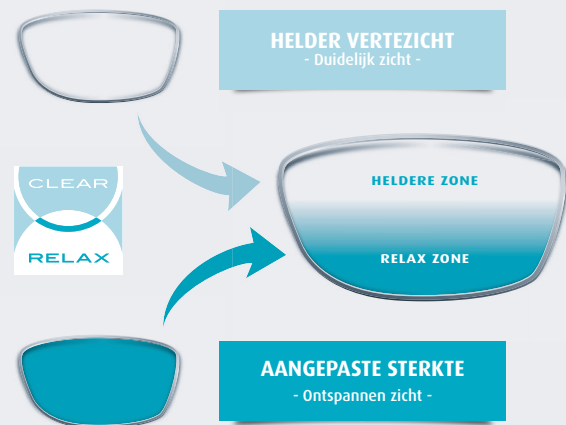 HELDER VERTEZICHT
- Duidelijk zicht -
HELDERE ZONE
CLEAR
RELAX
RELAX ZONE
AANGEPASTE STERKTE
- Ontspannen zicht -